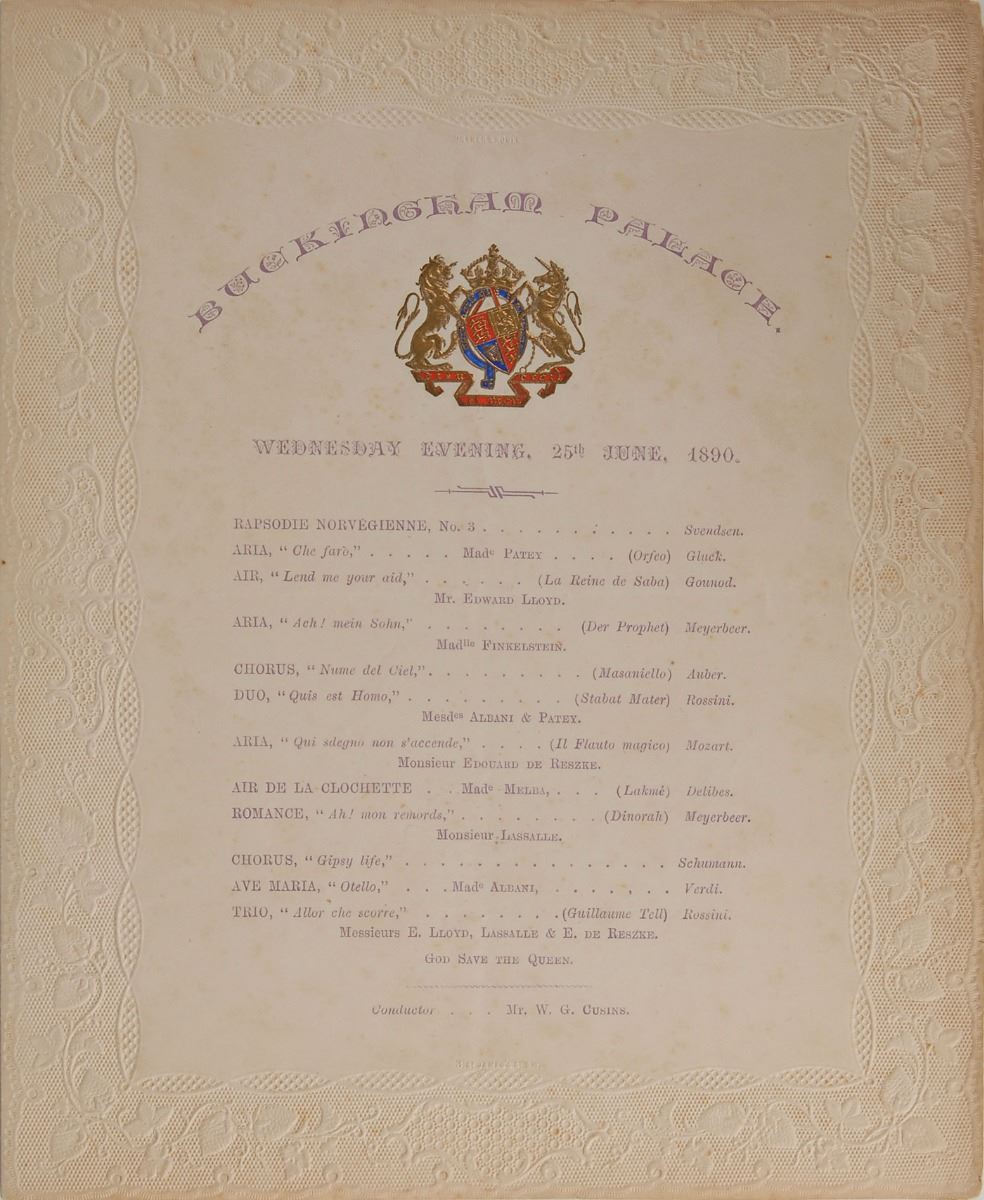 BUCKINGHAM PALACE.
WEDNESDAY EVENING, 25th JUNE, 1890.
RAPSODIE NORVÉGIENNE, No. 3 . . . . . . . . . . . Svendsen.
ARIA, "Che farò," . . . . . Made PATEY . . . . (Orfeo) Gluck.
AIR, "Lend me your aid," . . . . . . (La Reine de Saba) Gounod.
Mr. EDWARD LLOYD.
ARIA, "Ach! mein Sohn," . . . . . . . . (Der Prophet) Meyerbeer.
Madlle FINKELSTEIN.
CHORUS, "Nume del Ciel," . . . . . . . . . (Masaniello) Auber.
DUO, "Quis est Homo," . . . . . . . . . (Stabat Mater) Rossini.
Mesdes ALBANI & PATEY.
ARIA, "Qui sdegno non s'accende," . . . . (Il Flauto magico) Mozart.
Monsieur EDOUARD DE RESZKE.
AIR DE LA CLOCHETTE . . Made MELBA, . . . (Lakmé) Delibes.
ROMANCE, "Ah! mon remords," . . . . . . . . (Dinorah) Meyerbeer.
Monsieur LASSALLE.
CHORUS, "Gipsy life," . . . . . . . . . . . . . . . Schumann.
AVE MARIA, "Otello," . . . Made ALBANI, . . . . . . . Verdi.
TRIO, "Allor che scorre," . . . . . . . . (Guillaume Tell) Rossini.
Messieurs E. LLOYD, LASSALLE & E. DE RESZKE.
GOD SAVE THE QUEEN.
Conductor . . . Mr. W. G. CUSINS.